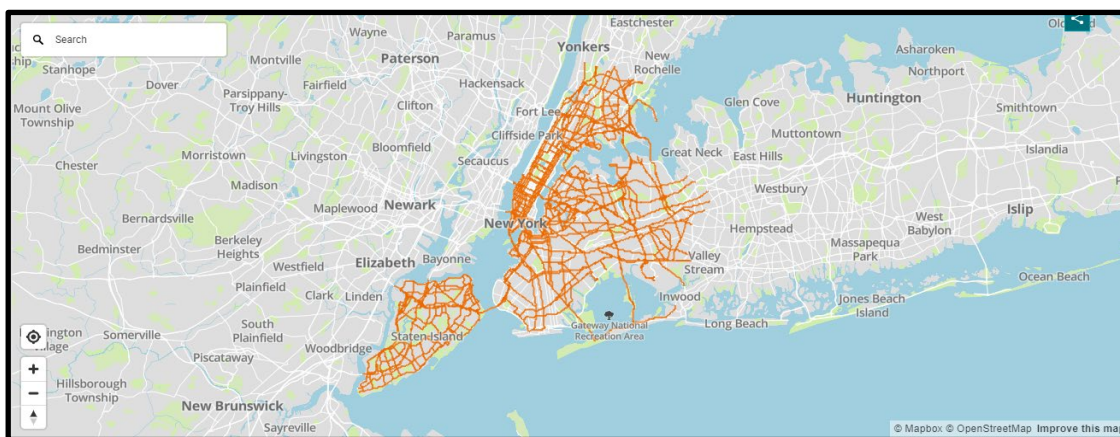 Search
Eastchester
Wayne
Paramus
Yonkers
Montville
Paterson
New
Rochelle
Asharoken
Stanhope
Dover
Fairfield
Hackensack
Northport
Parsippany-
Troy Hills
Clifton
Fort Lee
Glen Cove
Huntington
Smithtown
Mount Olive
Township
Cliffside Park
Muttontown
Morristown
Livingston
Bloomfield
Secaucus
Great Neck
East Hills
Islandia
Chester
Madison
Westbury
Maplewood
Newark
New York
Islip
Bernardsville
Berkeley
Heights
Hempstead
West
Babylon
Bedminster
Westfield
Elizabeth
Bayonne
Valley
Stream
Massapequa
Park
Ocean Beach
Plainfield
Clark
Linden
Inwood
Jones Beach
Island
Long Beach
South
Plainfield
Somerville
Staten Island
Gateway National
Recreation Area
Woodbridge
Piscataway
Hillsborough
Township
New Brunswick
Sayreville
© Mapbox © OpenStreetMap Improve this map